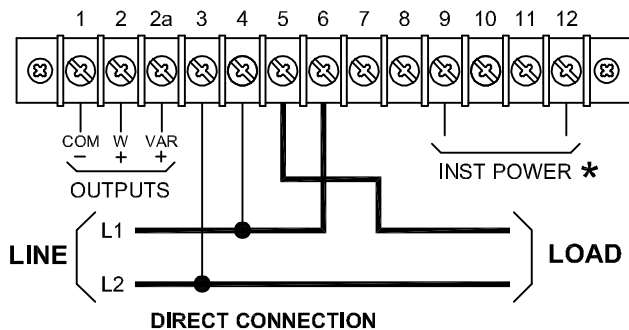 1 2 2a 3 4 5 6 7 8 9 10 11 12
COM W VAR
− + +
OUTPUTS
INST POWER *
LINE
L1
L2
LOAD
DIRECT CONNECTION